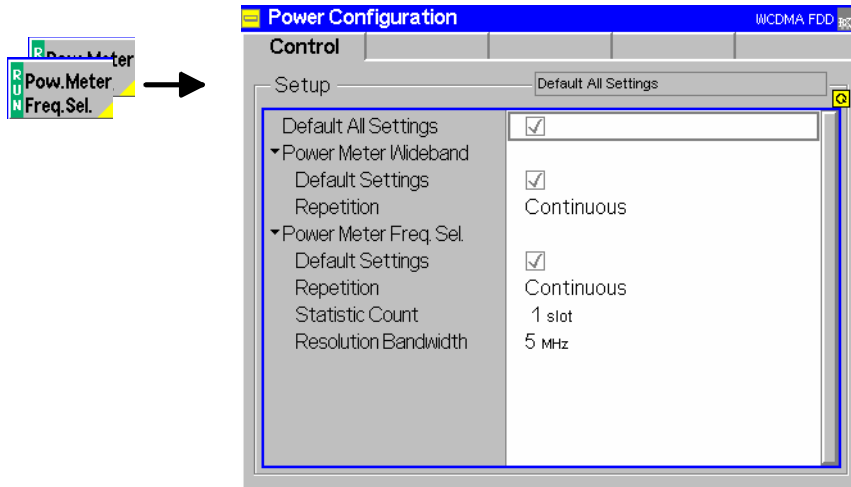 Power Configuration
WCDMA FDD
Control
R Pow.Meter
RUN Pow.Meter
Freq.Sel.
Setup
Default All Settings
Default All Settings
Power Meter Wideband
Default Settings
Repetition Continuous
Power Meter Freq. Sel.
Default Settings
Repetition Continuous
Statistic Count 1 slot
Resolution Bandwidth 5 MHz